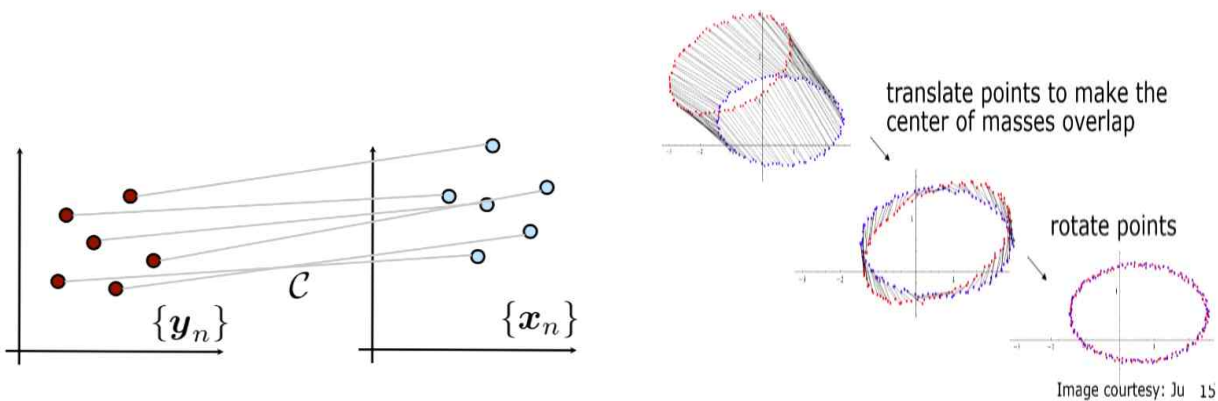 translate points to make the
center of masses overlap
rotate points
C
{y_n}
{x_n}
Image courtesy: Ju 15